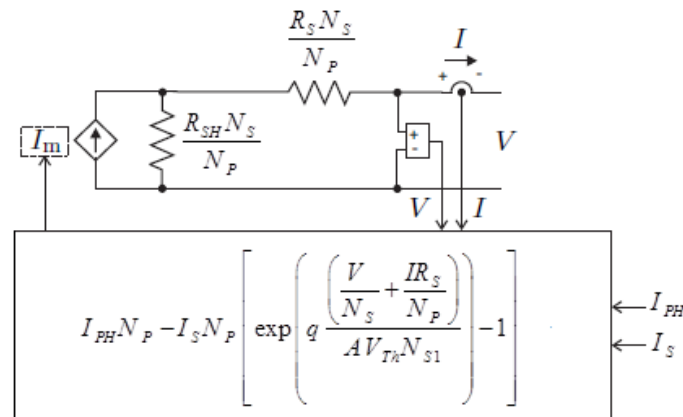 R_S N_S / N_P
I
+ -
I_m
R_SH N_S / N_P
+
-
V
V I
I_PH N_P - I_S N_P [ exp ( q ( V / N_S + I R_S / N_P ) / A V_Th N_S1 ) - 1 ]
I_PH
I_S